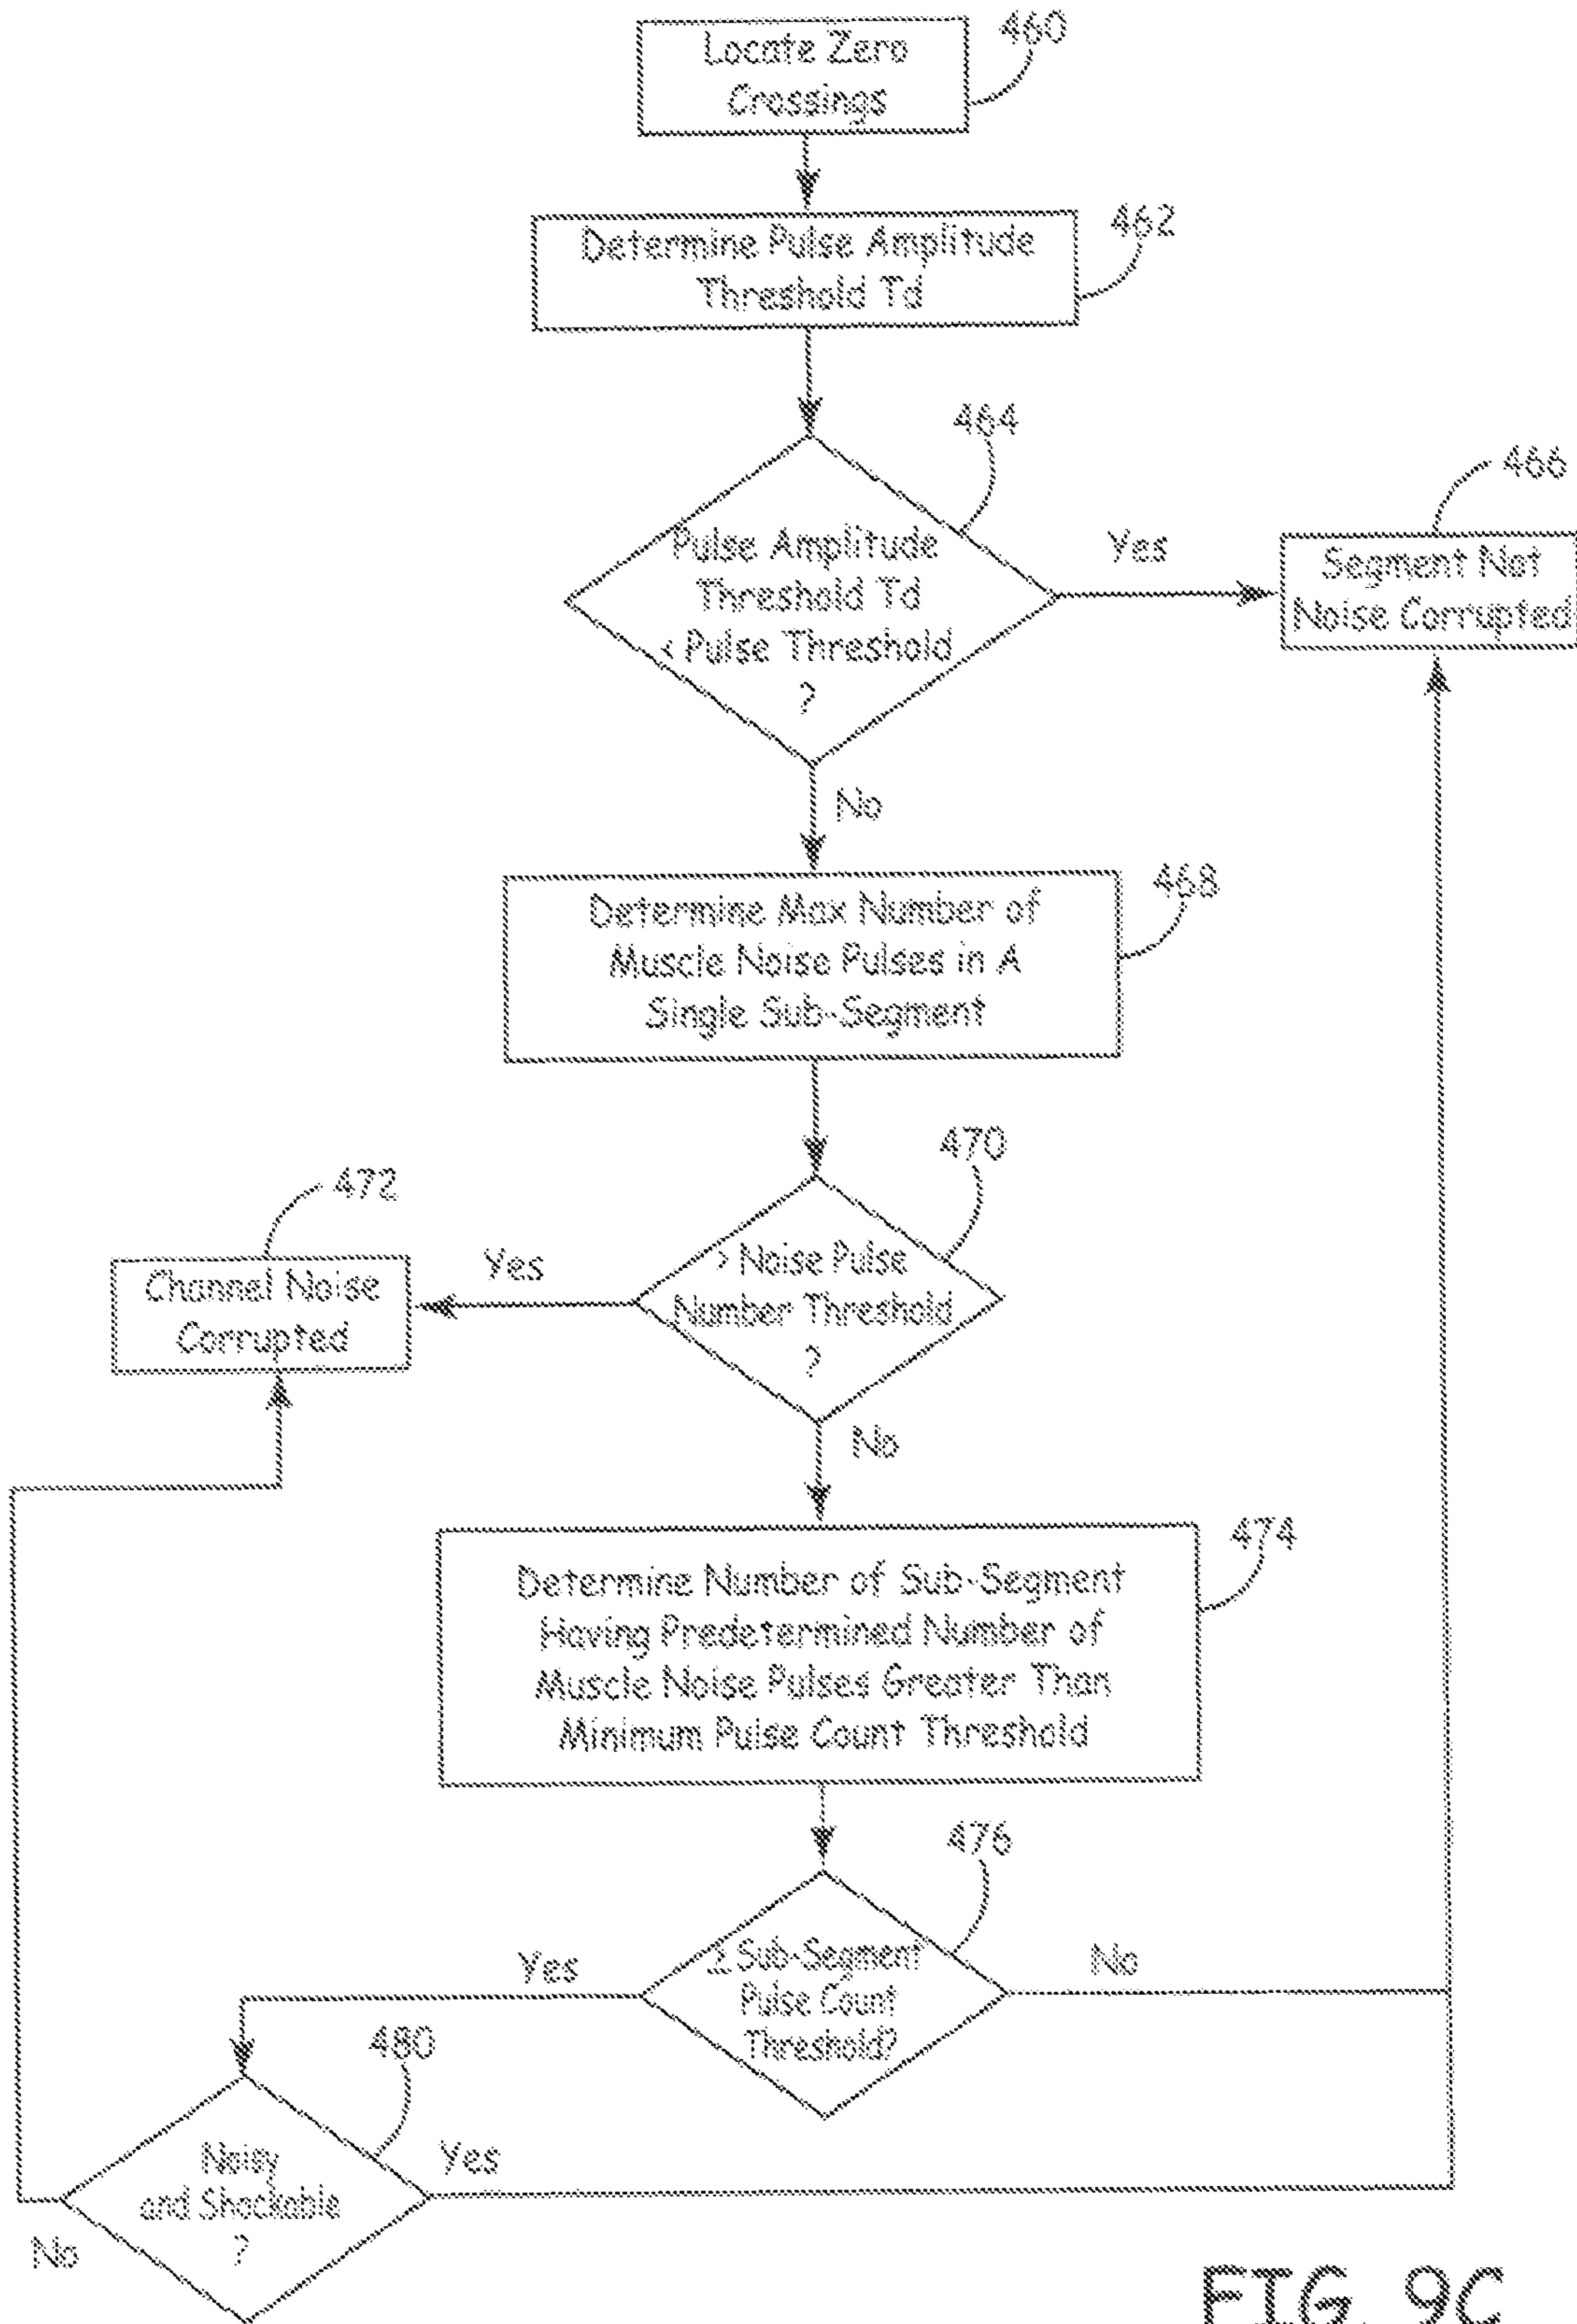 Locate Zero
Crossings
460
Determine Pulse Amplitude
Threshold Td
462
464
Pulse Amplitude
Threshold Td
< Pulse Threshold
?
Yes
466
Segment Not
Noise Corrupted
No
468
Determine Max Number of
Muscle Noise Pulses in A
Single Sub-Segment
470
472
> Noise Pulse
Number Threshold
?
Yes
Channel Noise
Corrupted
No
474
Determine Number of Sub-Segment
Having Predetermined Number of
Muscle Noise Pulses Greater Than
Minimum Pulse Count Threshold
476
≥ Sub-Segment
Pulse Count
Threshold?
Yes
No
480
Noisy
and Shockable
?
Yes
No
FIG. 9C